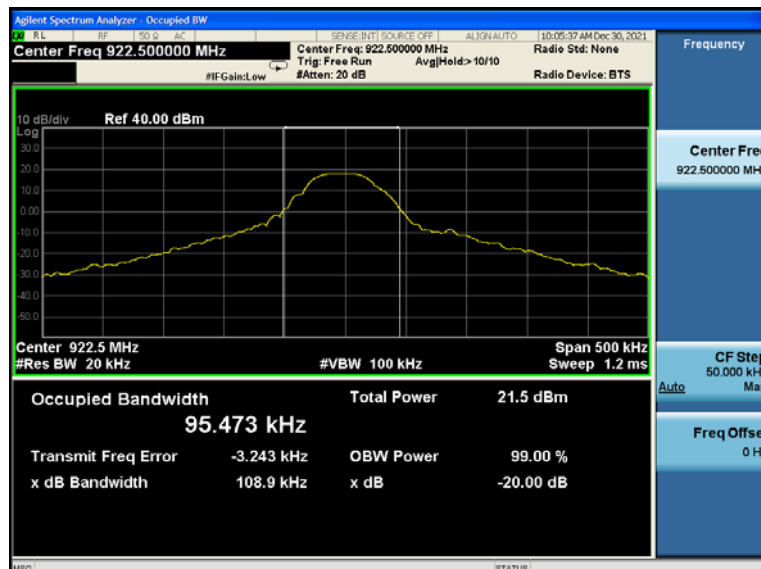 Agilent Spectrum Analyzer - Occupied BW
RL RF 50 Ω AC SENSE:INT SOURCE OFF ALIGNAUTO 10:05:37 AM Dec 30, 2021
Center Freq 922.500000 MHz
Center Freq: 922.500000 MHz Radio Std: None
Trig: Free Run Avg|Hold:> 10/10
#IFGain:Low #Atten: 20 dB Radio Device: BTS
10 dB/div Ref 40.00 dBm
Log
30.0
20.0
10.0
0.00
-10.0
-20.0
-30.0
-40.0
-50.0
Center 922.5 MHz Span 500 kHz
#Res BW 20 kHz #VBW 100 kHz Sweep 1.2 ms
Occupied Bandwidth Total Power 21.5 dBm
95.473 kHz
Transmit Freq Error -3.243 kHz OBW Power 99.00 %
x dB Bandwidth 108.9 kHz x dB -20.00 dB
MSG STATUS
Frequency
Center Fre
922.500000 MH
CF Ste
50.000 kH
Auto Ma
Freq Offse
0 H